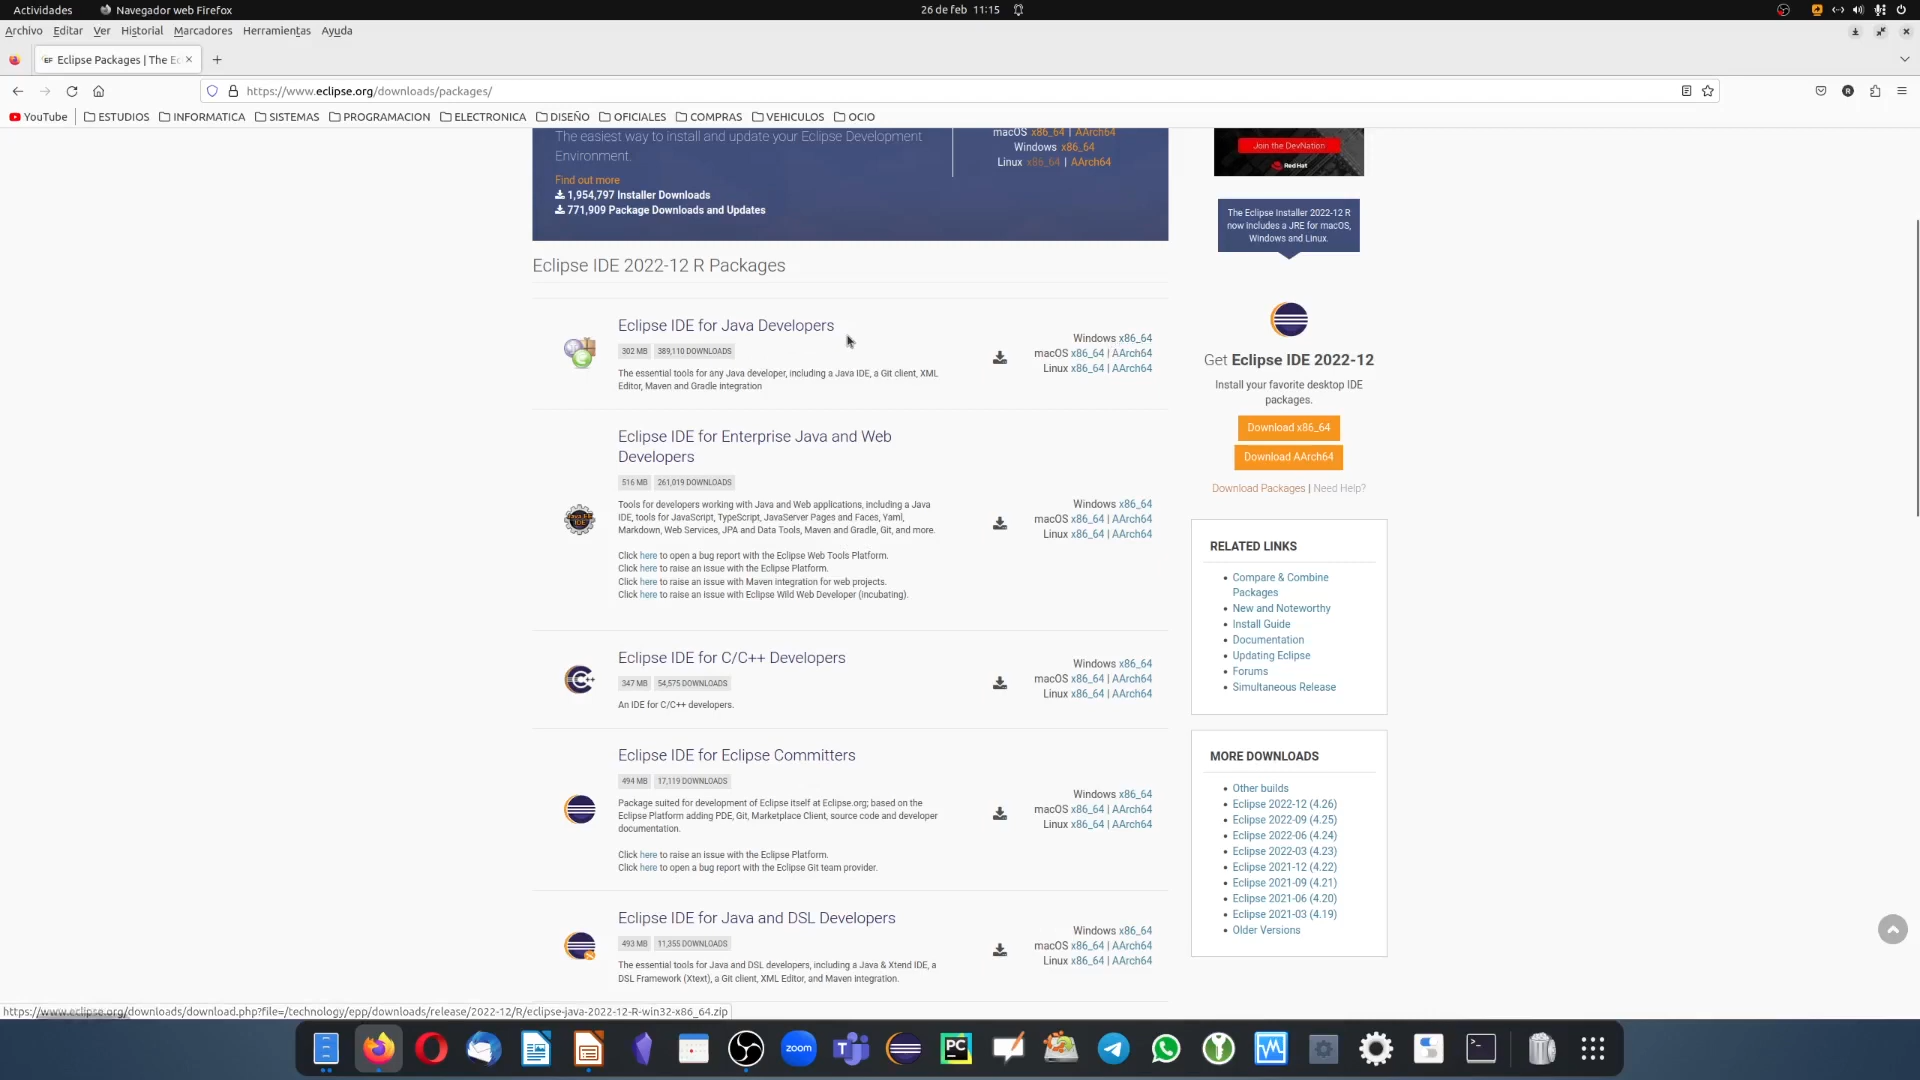 Actividades
Navegador web Firefox
26 de feb 11:15
Archivo Editar Ver Historial Marcadores Herramientas Ayuda
EF Eclipse Packages | The Ec
https://www.eclipse.org/downloads/packages/
YouTube ESTUDIOS INFORMATICA SISTEMAS PROGRAMACION ELECTRONICA DISEÑO OFICIALES COMPRAS VEHICULOS OCIO
The easiest way to install and update your Eclipse Development
Environment.
Find out more
1,954,797 Installer Downloads
771,909 Package Downloads and Updates
macOS x86_64 | AArch64
Windows x86_64
Linux x86_64 | AArch64
Eclipse IDE 2022-12 R Packages
Eclipse IDE for Java Developers
302 MB 389,110 DOWNLOADS
The essential tools for any Java developer, including a Java IDE, a Git client, XML
Editor, Maven and Gradle integration
Windows x86_64
macOS x86_64 | AArch64
Linux x86_64 | AArch64
Eclipse IDE for Enterprise Java and Web
Developers
516 MB 261,019 DOWNLOADS
Tools for developers working with Java and Web applications, including a Java
IDE, tools for JavaScript, TypeScript, JavaServer Pages and Faces, Yaml,
Markdown, Web Services, JPA and Data Tools, Maven and Gradle, Git, and more.
Click here to open a bug report with the Eclipse Web Tools Platform.
Click here to raise an issue with the Eclipse Platform.
Click here to raise an issue with Maven integration for web projects.
Click here to raise an issue with Eclipse Wild Web Developer (incubating).
Windows x86_64
macOS x86_64 | AArch64
Linux x86_64 | AArch64
Eclipse IDE for C/C++ Developers
347 MB 54,575 DOWNLOADS
An IDE for C/C++ developers.
Windows x86_64
macOS x86_64 | AArch64
Linux x86_64 | AArch64
Eclipse IDE for Eclipse Committers
494 MB 17,119 DOWNLOADS
Package suited for development of Eclipse itself at Eclipse.org; based on the
Eclipse Platform adding PDE, Git, Marketplace Client, source code and developer
documentation.
Click here to raise an issue with the Eclipse Platform.
Click here to open a bug report with the Eclipse Git team provider.
Windows x86_64
macOS x86_64 | AArch64
Linux x86_64 | AArch64
Eclipse IDE for Java and DSL Developers
493 MB 11,355 DOWNLOADS
The essential tools for Java and DSL developers, including a Java & Xtend IDE, a
DSL Framework (Xtext), a Git client, XML Editor, and Maven integration.
Windows x86_64
macOS x86_64 | AArch64
Linux x86_64 | AArch64
Join the DevNation
Red Hat
The Eclipse Installer 2022-12 R
now includes a JRE for macOS,
Windows and Linux.
Get Eclipse IDE 2022-12
Install your favorite desktop IDE
packages.
Download x86_64
Download AArch64
Download Packages | Need Help?
RELATED LINKS
Compare & Combine
Packages
New and Noteworthy
Install Guide
Documentation
Updating Eclipse
Forums
Simultaneous Release
MORE DOWNLOADS
Other builds
Eclipse 2022-12 (4.26)
Eclipse 2022-09 (4.25)
Eclipse 2022-06 (4.24)
Eclipse 2022-03 (4.23)
Eclipse 2021-12 (4.22)
Eclipse 2021-09 (4.21)
Eclipse 2021-06 (4.20)
Eclipse 2021-03 (4.19)
Older Versions
https://www.eclipse.org/downloads/download.php?file=/technology/epp/downloads/release/2022-12/R/eclipse-java-2022-12-R-win32-x86_64.zip
zoom
PC